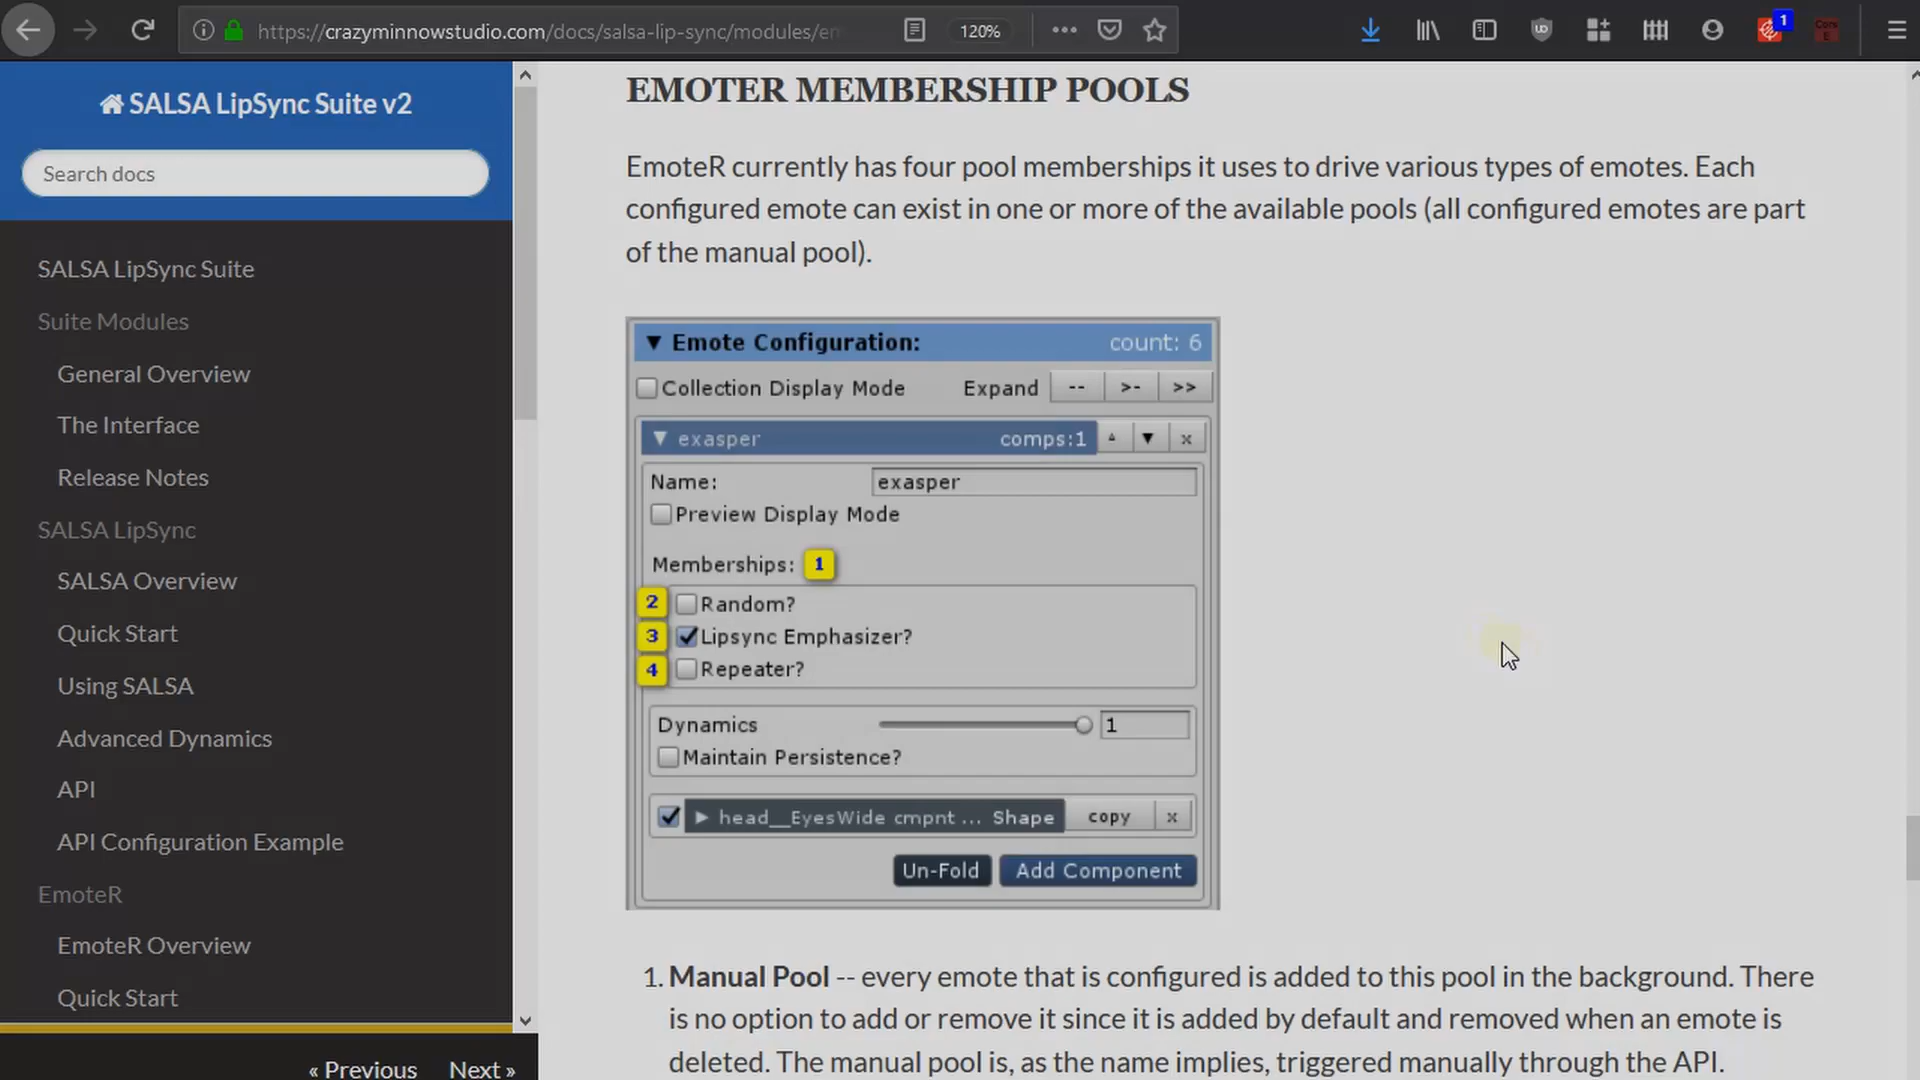 https://crazyminnowstudio.com/docs/salsa-lip-sync/modules/em
120%
1
SALSA LipSync Suite v2
Search docs
SALSA LipSync Suite
Suite Modules
General Overview
The Interface
Release Notes
SALSA LipSync
SALSA Overview
Quick Start
Using SALSA
Advanced Dynamics
API
API Configuration Example
EmoteR
EmoteR Overview
Quick Start
« Previous Next »
EMOTER MEMBERSHIP POOLS
EmoteR currently has four pool memberships it uses to drive various types of emotes. Each
configured emote can exist in one or more of the available pools (all configured emotes are part
of the manual pool).
Emote Configuration: count: 6
Collection Display Mode Expand -- >- >>
exasper comps:1 x
Name: exasper
Preview Display Mode
Memberships: 1
2 Random?
3 Lipsync Emphasizer?
4 Repeater?
Dynamics 1
Maintain Persistence?
head__EyesWide cmpnt ... Shape copy x
Un-Fold Add Component
1. Manual Pool -- every emote that is configured is added to this pool in the background. There
is no option to add or remove it since it is added by default and removed when an emote is
deleted. The manual pool is, as the name implies, triggered manually through the API.